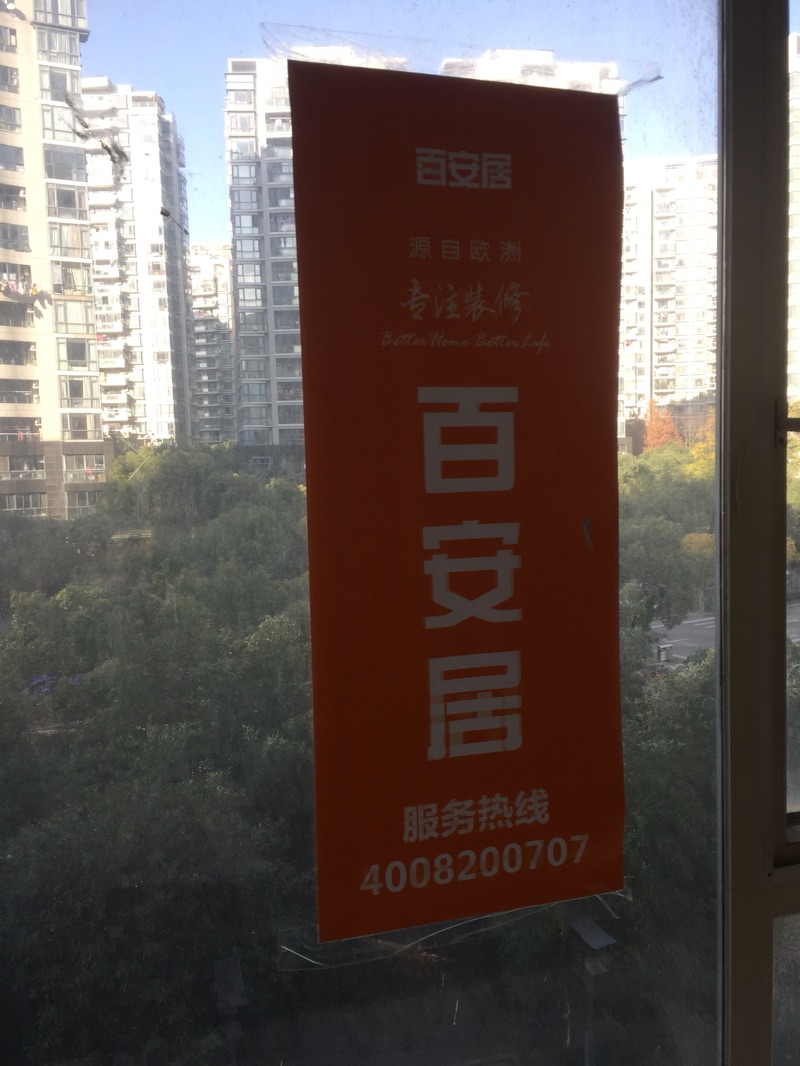 百安居
源自欧洲
专注装修
Better Home Better Life
百安居
服务热线
4008200707